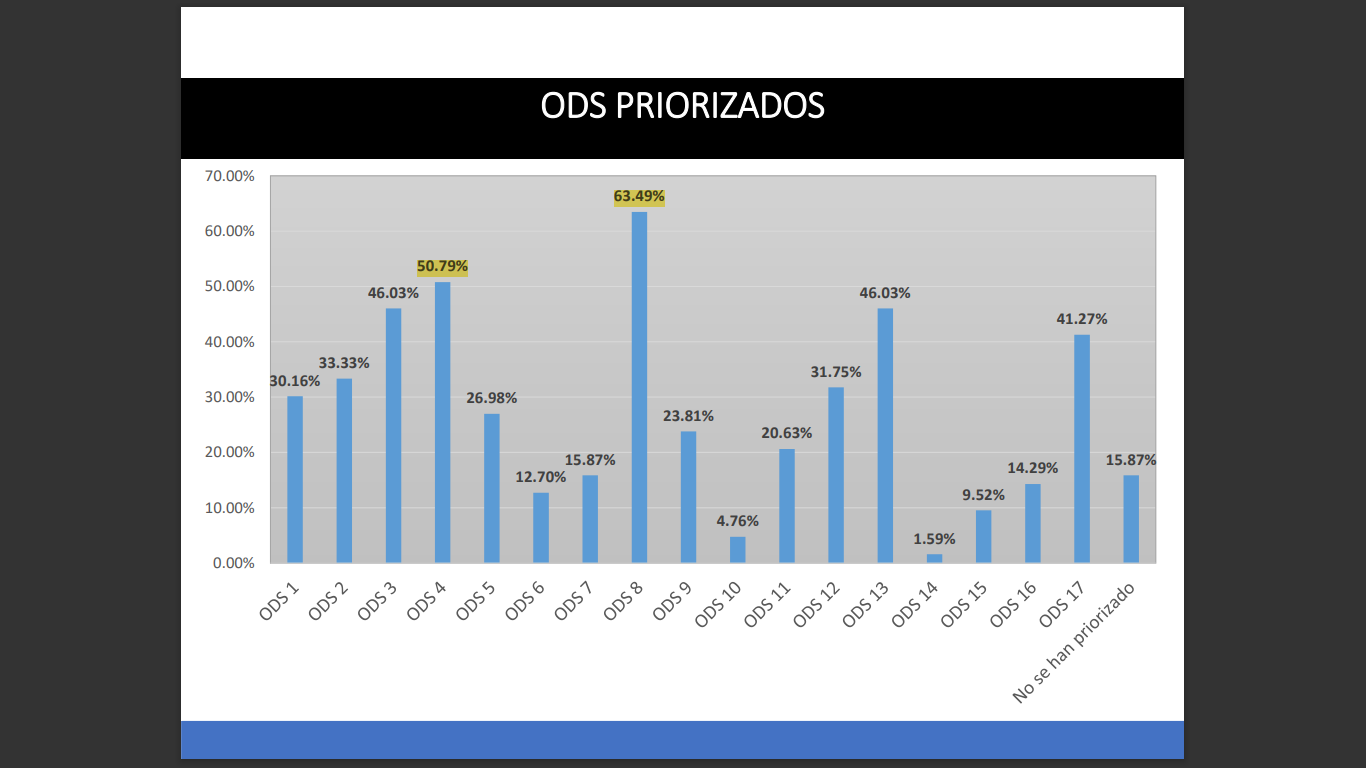 ODS PRIORIZADOS
70.00%
60.00%
50.00%
40.00%
30.00%
20.00%
10.00%
0.00%
30.16%
33.33%
46.03%
50.79%
26.98%
12.70%
15.87%
63.49%
23.81%
4.76%
20.63%
31.75%
46.03%
1.59%
9.52%
14.29%
41.27%
15.87%
ODS 1
ODS 2
ODS 3
ODS 4
ODS 5
ODS 6
ODS 7
ODS 8
ODS 9
ODS 10
ODS 11
ODS 12
ODS 13
ODS 14
ODS 15
ODS 16
ODS 17
No se han priorizado